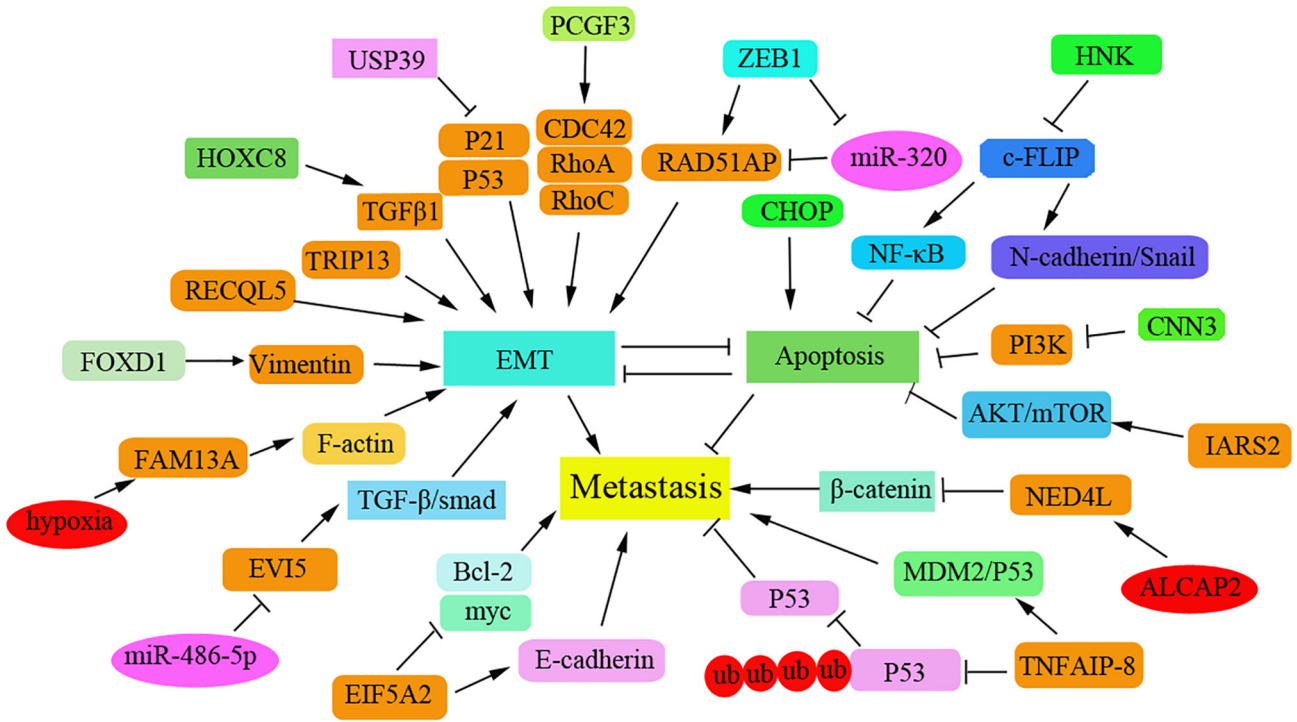 PCGF3
USP39
ZEB1
HNK
P21
CDC42
HOXC8
RhoA
RAD51AP
miR-320
c-FLIP
P53
RhoC
TGFβ1
CHOP
TRIP13
NF-κB
N-cadherin/Snail
RECQL5
CNN3
FOXD1
Vimentin
EMT
Apoptosis
PI3K
AKT/mTOR
F-actin
IARS2
FAM13A
hypoxia
TGF-β/smad
Metastasis
β-catenin
NED4L
EVI5
Bcl-2
MDM2/P53
ALCAP2
myc
P53
miR-486-5p
E-cadherin
ub ub ub ub P53
TNFAIP-8
EIF5A2